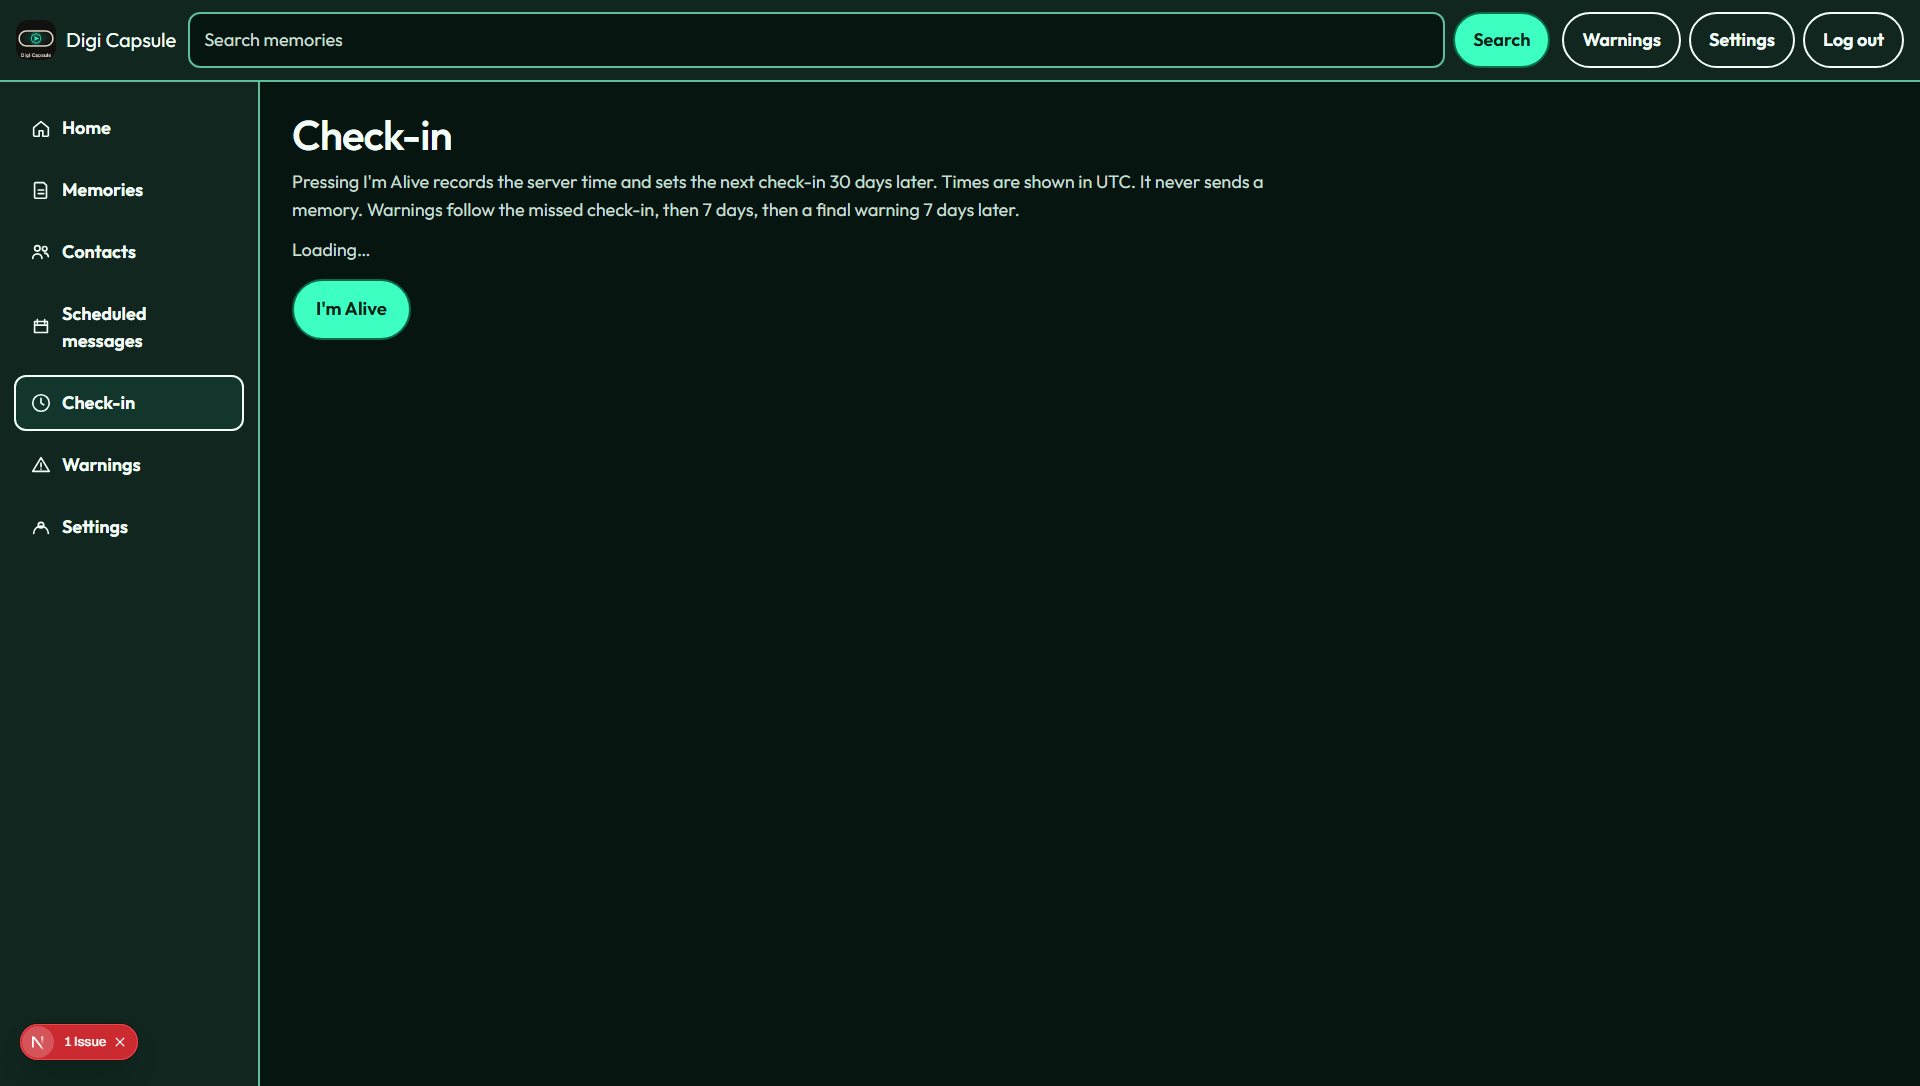 Digi Capsule
Digi Capsule
Search memories
Search
Warnings
Settings
Log out
Home
Memories
Contacts
Scheduled
messages
Check-in
Warnings
Settings
Check-in
Pressing I'm Alive records the server time and sets the next check-in 30 days later. Times are shown in UTC. It never sends a
memory. Warnings follow the missed check-in, then 7 days, then a final warning 7 days later.
Loading...
I'm Alive
N
1 Issue